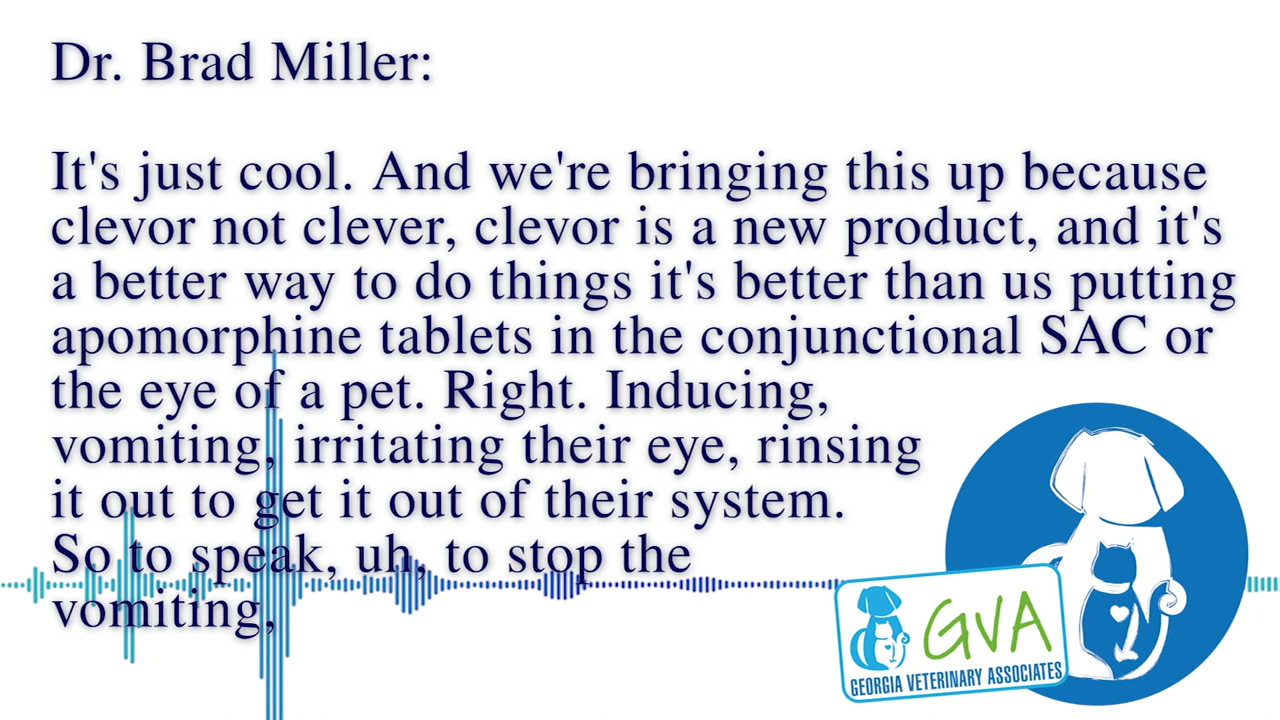 Dr. Brad Miller:
It's just cool. And we're bringing this up because
clevor not clever, clevor is a new product, and it's
a better way to do things it's better than us putting
apomorphine tablets in the conjunctional SAC or
the eye of a pet. Right. Inducing,
vomiting, irritating their eye, rinsing
it out to get it out of their system.
So to speak, uh, to stop the
vomiting,
GVA
GEORGIA VETERINARY ASSOCIATES